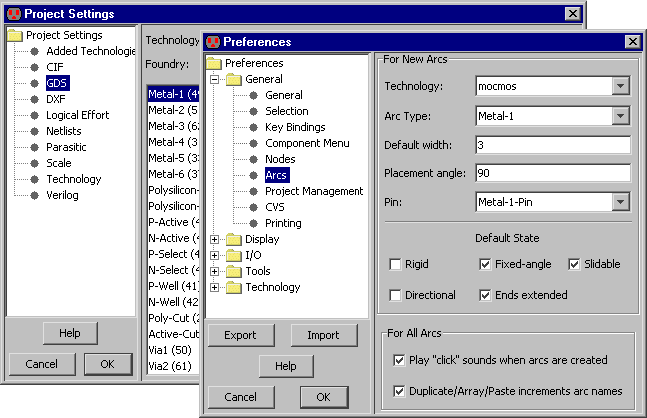 Project Settings
Project Settings
Added Technologie
CIF
GDS
DXF
Logical Effort
Netlists
Parasitic
Scale
Technology
Verilog
Help
Cancel
OK
Technology
Foundry:
Metal-1 (49
Metal-2 (5
Metal-3 (62
Metal-4 (3
Metal-5 (33
Metal-6 (37
Polysilicon-
Polysilicon-
P-Active (4
N-Active (4
P-Select (4
N-Select (4
P-Well (41)
N-Well (42
Poly-Cut (2
Active-Cut
Via1 (50)
Via2 (61)
Preferences
Preferences
General
General
Selection
Key Bindings
Component Menu
Nodes
Arcs
Project Management
CVS
Printing
Display
I/O
Tools
Technology
Export
Import
Help
Cancel
OK
For New Arcs
Technology: mocmos
Arc Type: Metal-1
Default width: 3
Placement angle: 90
Pin: Metal-1-Pin
Default State
Rigid Fixed-angle Slidable
Directional Ends extended
For All Arcs
Play "click" sounds when arcs are created
Duplicate/Array/Paste increments arc names